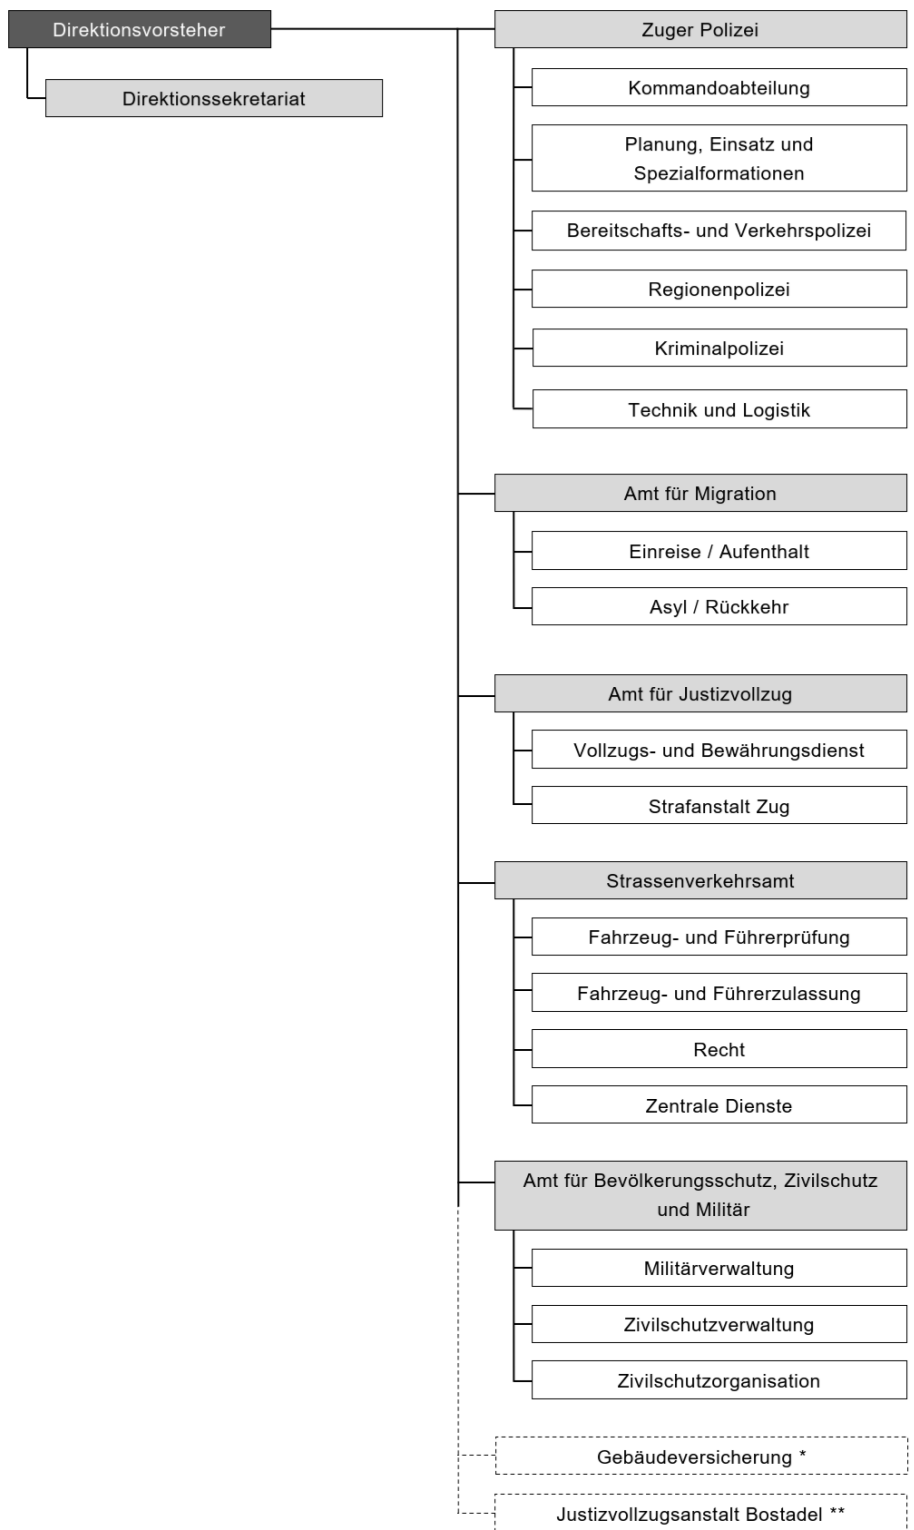 Direktionsvorsteher
Direktionssekretariat
Zuger Polizei
Kommandoabteilung
Planung, Einsatz und
Spezialformationen
Bereitschafts- und Verkehrspolizei
Regionenpolizei
Kriminalpolizei
Technik und Logistik
Amt für Migration
Einreise / Aufenthalt
Asyl / Rückkehr
Amt für Justizvollzug
Vollzugs- und Bewährungsdienst
Strafanstalt Zug
Strassenverkehrsamt
Fahrzeug- und Führerprüfung
Fahrzeug- und Führerzulassung
Recht
Zentrale Dienste
Amt für Bevölkerungsschutz, Zivilschutz
und Militär
Militärverwaltung
Zivilschutzverwaltung
Zivilschutzorganisation
Gebäudeversicherung *
Justizvollzugsanstalt Bostadel **